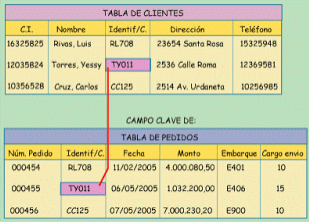 TABLA DE CLIENTES
C.I. Nombre Identif/C. Dirección Teléfono
16325825 Rivas, Luis RL708 23654 Santa Rosa 15325948
12035824 Torres, Yessy TY011 2536 Calle Roma 12369581
10356528 Cruz, Carlos CC125 2514 Av. Urdaneta 10256985
CAMPO CLAVE DE:
TABLA DE PEDIDOS
Núm. Pedido Identif/C. Fecha Monto Embarque Cargo envio
000454 RL708 11/02/2005 4.000.080,50 E401 10
000455 TY011 06/05/2005 1.032.200,00 E406 15
000456 CC125 07/05/2005 7.000.230,20 E900 10